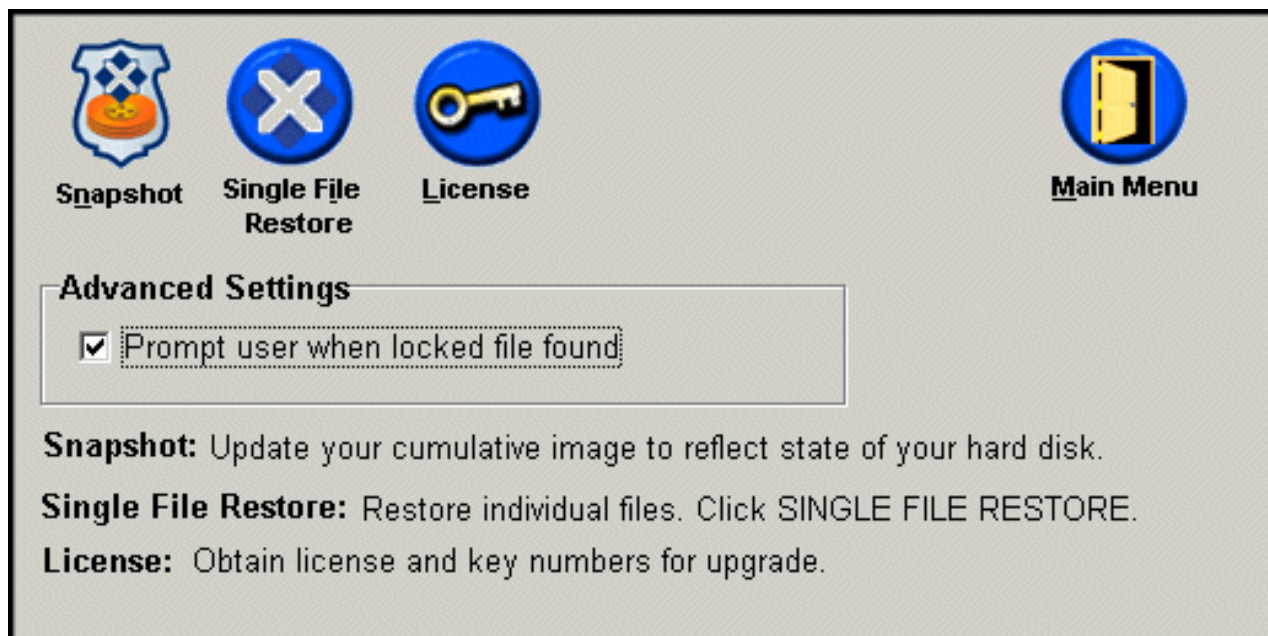 Snapshot
Single File
Restore
License
Main Menu
Advanced Settings
Prompt user when locked file found
Snapshot: Update your cumulative image to reflect state of your hard disk.
Single File Restore: Restore individual files. Click SINGLE FILE RESTORE.
License: Obtain license and key numbers for upgrade.